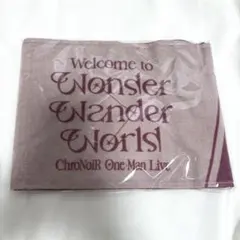 Welcome to
Wonder
Wander
World
ChroNoiR One-Man Live